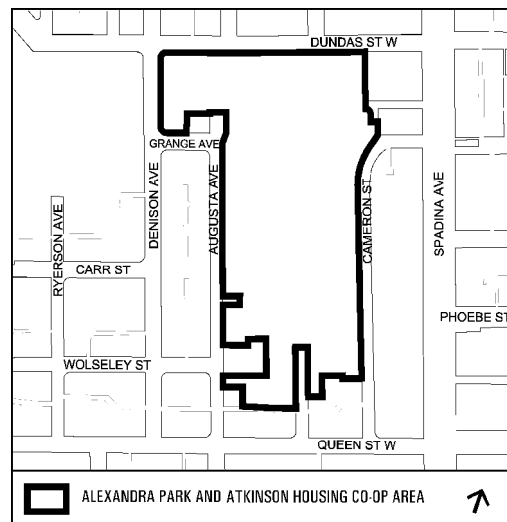 DUNDAS ST W
GRANGE AVE
DENISON AVE
AUGUSTA AVE
CAMERON ST
SPADINA AVE
RYERSON AVE
CARR ST
PHOEBE ST
WOLSELEY ST
QUEEN ST W
ALEXANDRA PARK AND ATKINSON HOUSING CO-OP AREA